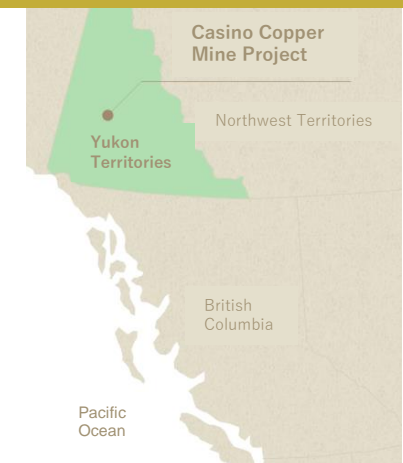 Casino Copper
Mine Project
Northwest Territories
Yukon
Territories
British
Columbia
Pacific
Ocean